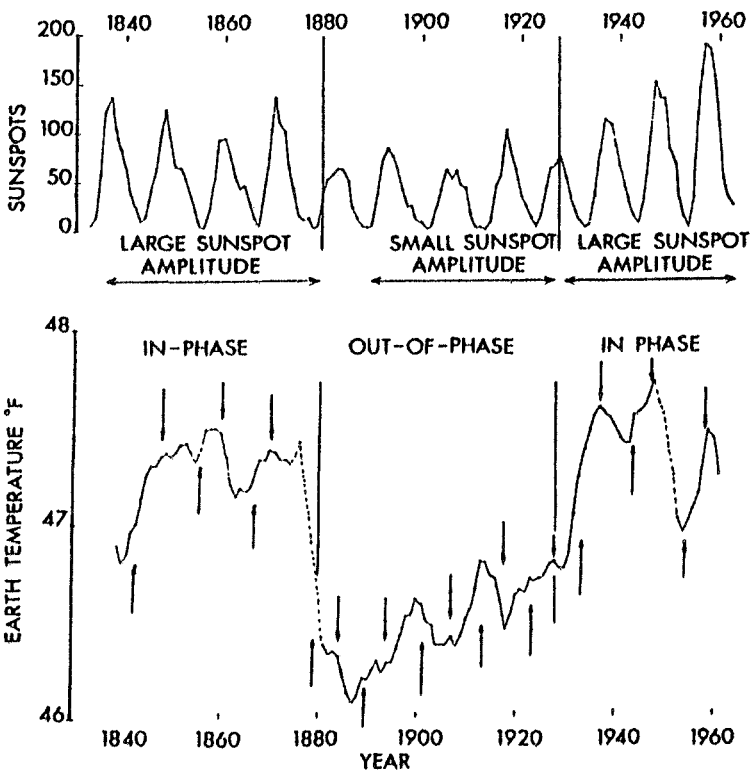 1840 1860 1880 1900 1920 1940 1960
200
150
100
50
0
SUNSPOTS
LARGE SUNSPOT AMPLITUDE
SMALL SUNSPOT AMPLITUDE
LARGE SUNSPOT AMPLITUDE
48
47
46
EARTH TEMPERATURE °F
IN-PHASE OUT-OF-PHASE IN PHASE
1840 1860 1880 1900 1920 1940 1960
YEAR